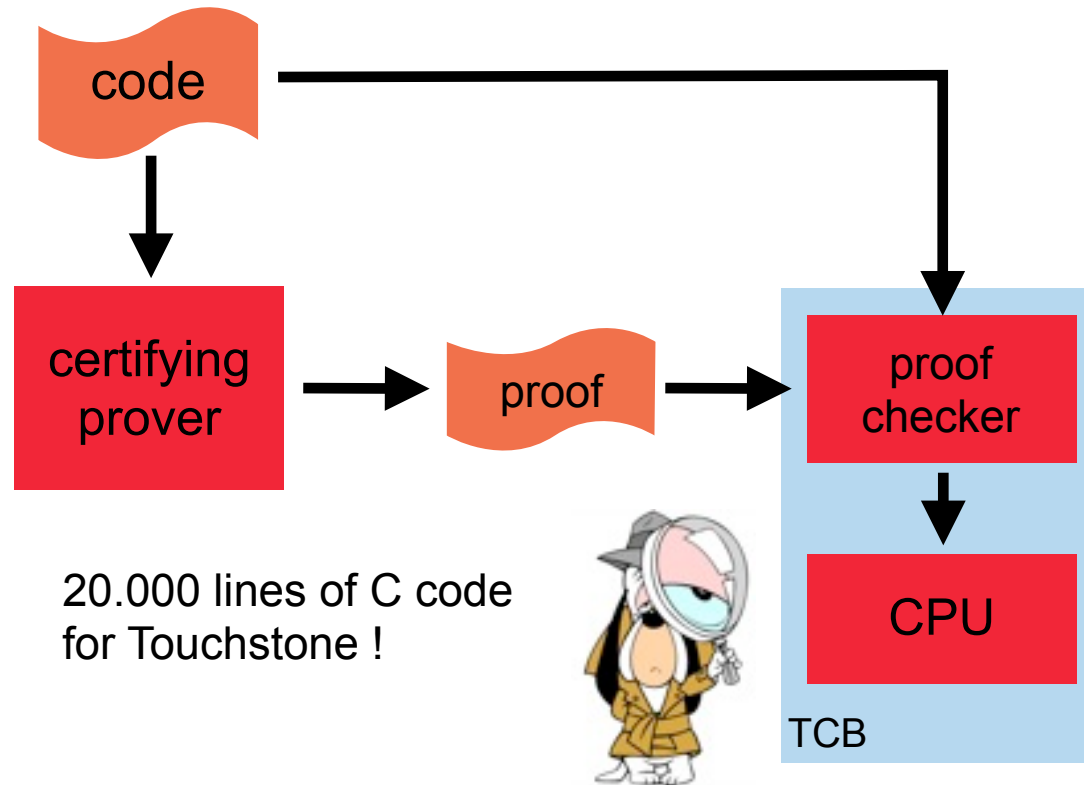 code
certifying
prover
proof
proof
checker
CPU
TCB
20.000 lines of C code
for Touchstone !